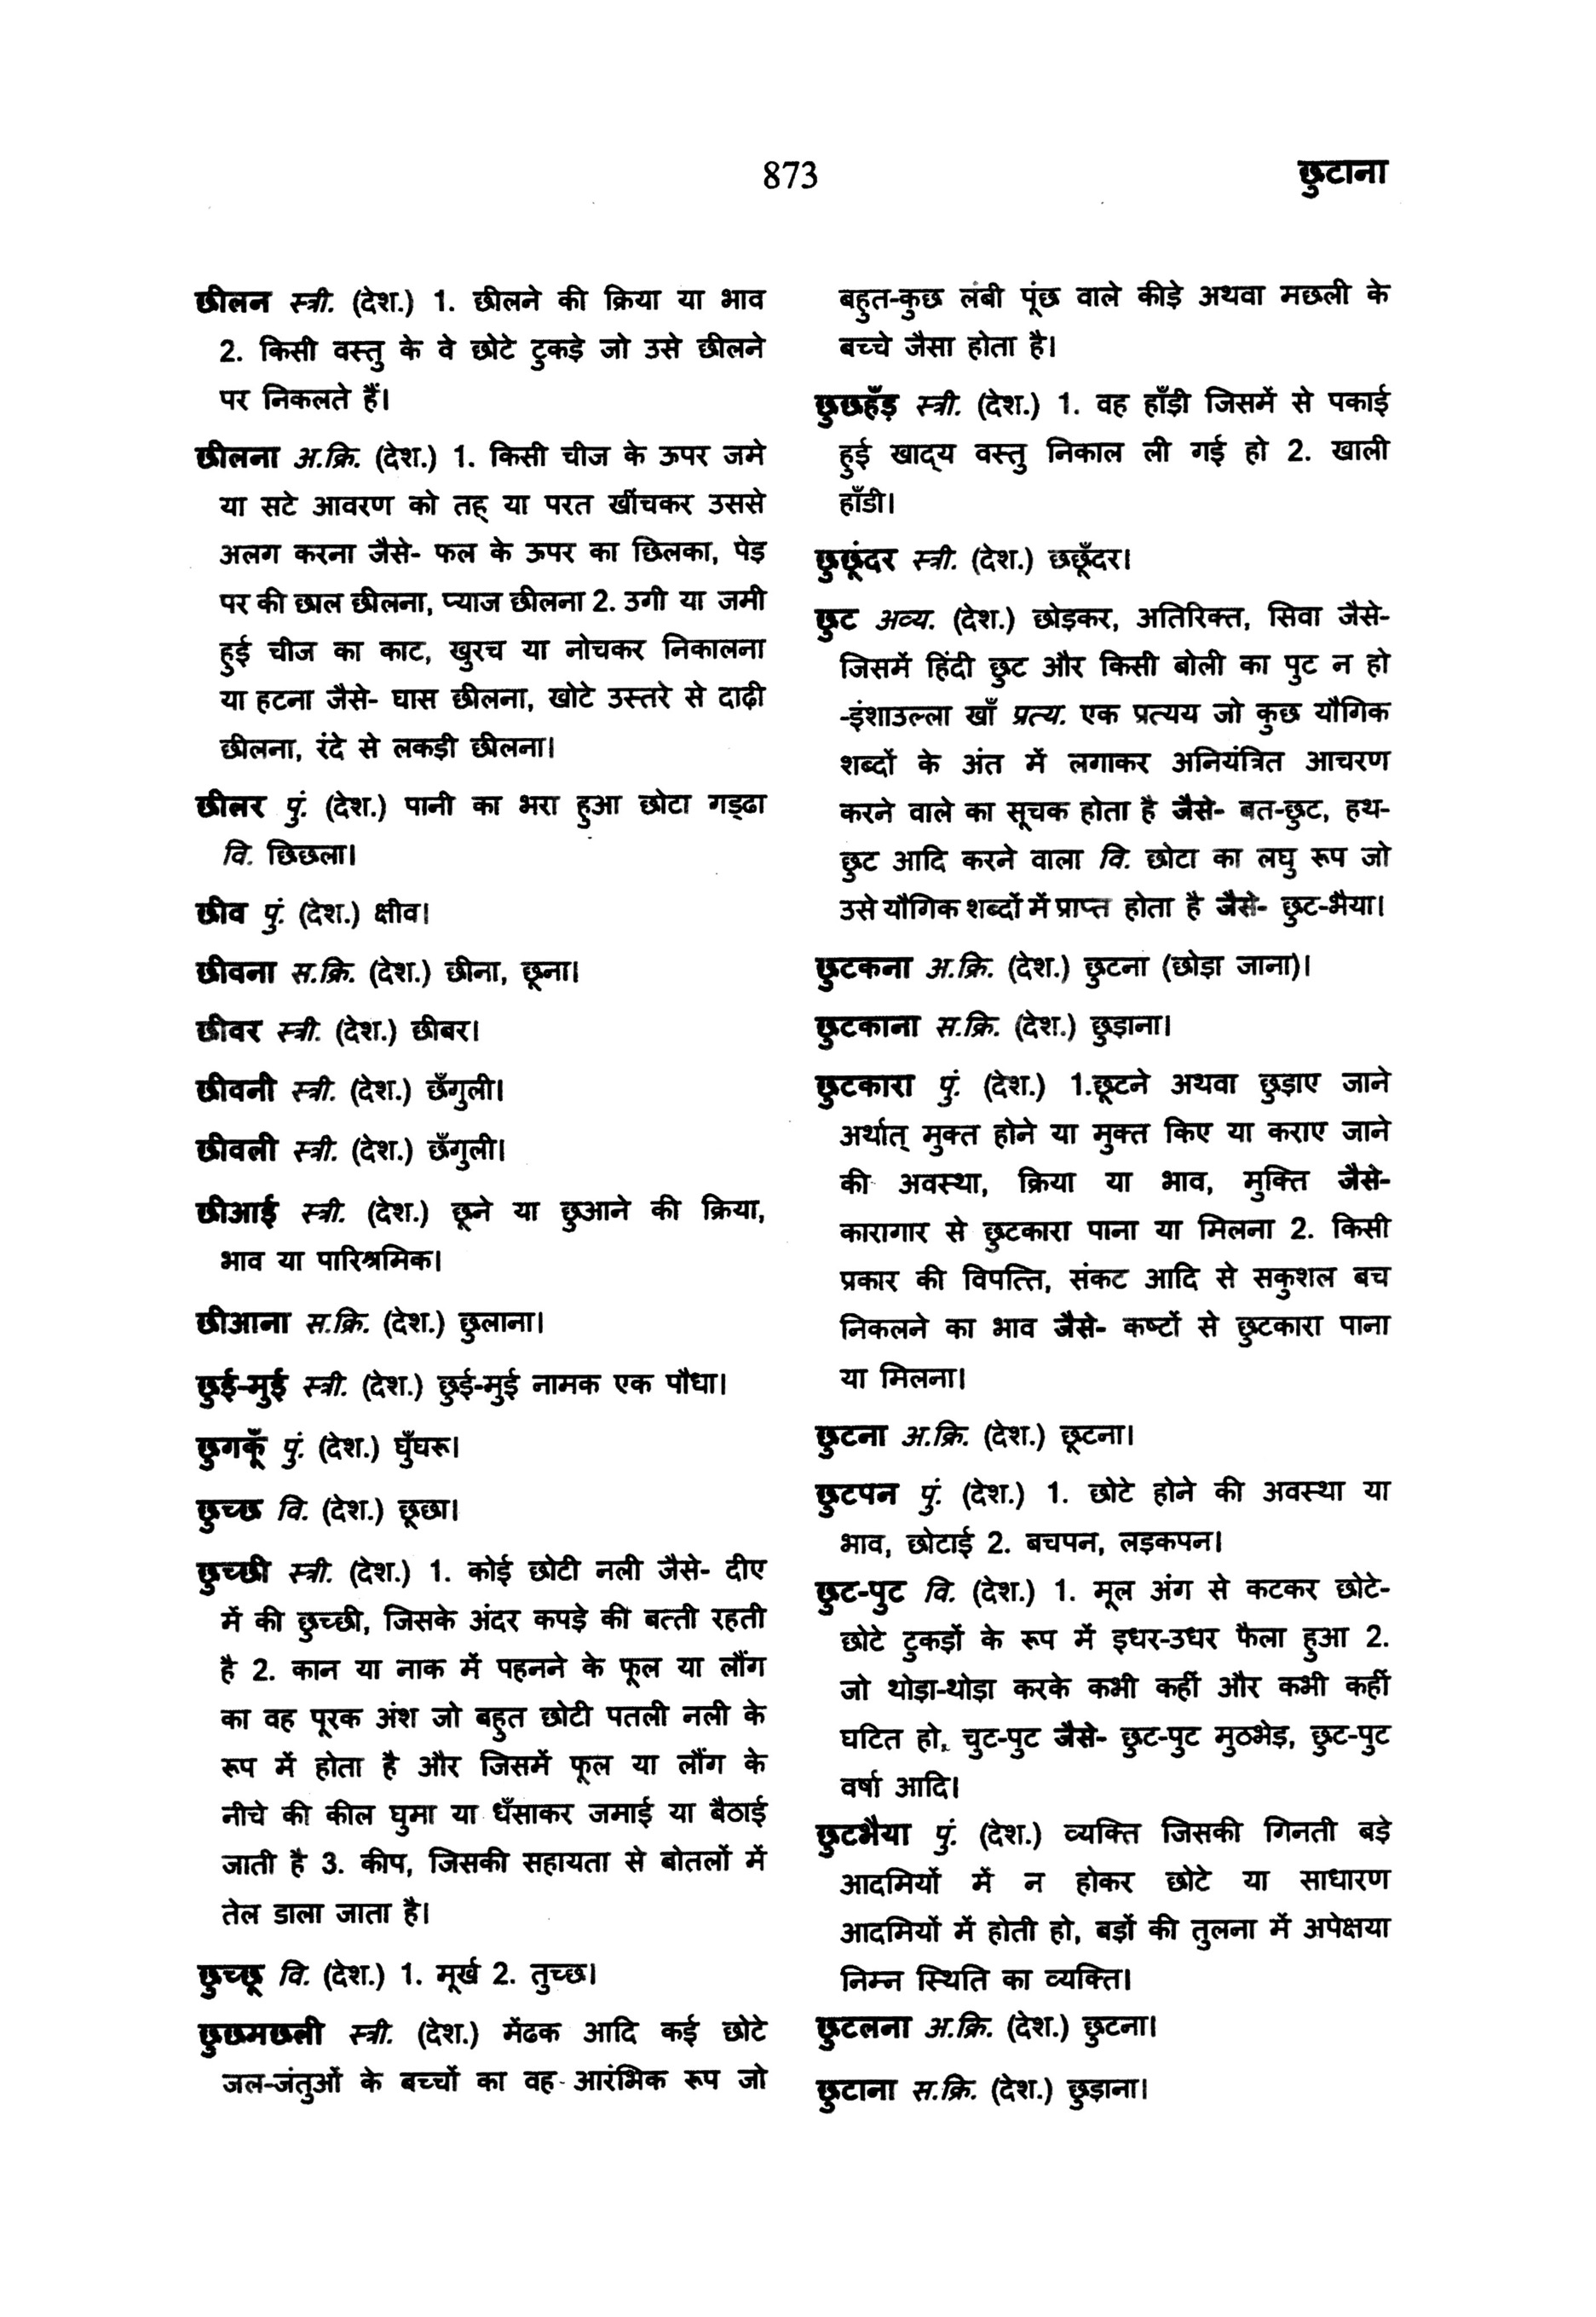 873
छुटाना
छीलन स्त्री. (देश.) 1. छीलने की क्रिया या भाव
2. किसी वस्तु के वे छोटे टुकड़े जो उसे छीलने
पर निकलते हैं।
छीलना अ.क्रि. (देश.) 1. किसी चीज के ऊपर जमे
या सटे आवरण को तह् या परत खींचकर उससे
अलग करना जैसे- फल के ऊपर का छिलका, पेड़
पर की छाल छीलना, प्याज छीलना 2. उगी या जमी
हुई चीज का काट, खुरच या नोचकर निकालना
या हटना जैसे- घास छीलना, खोटे उस्तरे से दाढ़ी
छीलना, रंदे से लकड़ी छीलना।
छीलर पुं. (देश.) पानी का भरा हुआ छोटा गड्ढा
वि. छिछला।
छीव पुं. (देश.) क्षीव।
छीवना स.क्रि. (देश.) छीना, छूना।
छीवर स्त्री. (देश.) छीबर।
छीवनी स्त्री. (देश.) छँगुली।
छीवली स्त्री. (देश.) छँगुली।
छीआई स्त्री. (देश.) छूने या छुआने की क्रिया,
भाव या पारिश्रमिक।
छीआना स.क्रि. (देश.) छुलाना।
छुई-मुई स्त्री. (देश.) छुई-मुई नामक एक पौधा।
छुगकूँ पुं. (देश.) घुँघरू।
छुच्छ वि. (देश.) छूछा।
छुच्छी स्त्री. (देश.) 1. कोई छोटी नली जैसे- दीए
में की छुच्छी, जिसके अंदर कपड़े की बत्ती रहती
है 2. कान या नाक में पहनने के फूल या लौंग
का वह पूरक अंश जो बहुत छोटी पतली नली के
रूप में होता है और जिसमें फूल या लौंग के
नीचे की कील घुमा या धँसाकर जमाई या बैठाई
जाती है 3. कीप, जिसकी सहायता से बोतलों में
तेल डाला जाता है।
छुच्छू वि. (देश.) 1. मूर्ख 2. तुच्छ।
छुछमछली स्त्री. (देश.) मेंढक आदि कई छोटे
जल-जंतुओं के बच्चों का वह आरंभिक रूप जो
बहुत-कुछ लंबी पूंछ वाले कीड़े अथवा मछली के
बच्चे जैसा होता है।
छुछहँड़ स्त्री. (देश.) 1. वह हाँड़ी जिसमें से पकाई
हुई खाद्य वस्तु निकाल ली गई हो 2. खाली
हाँडी।
छुछूंदर स्त्री. (देश.) छछूँदर।
छुट अव्य. (देश.) छोड़कर, अतिरिक्त, सिवा जैसे-
जिसमें हिंदी छुट और किसी बोली का पुट न हो
-इंशाउल्ला खाँ प्रत्य. एक प्रत्यय जो कुछ यौगिक
शब्दों के अंत में लगाकर अनियंत्रित आचरण
करने वाले का सूचक होता है जैसे- बत-छुट, हथ-
छुट आदि करने वाला वि. छोटा का लघु रूप जो
उसे यौगिक शब्दों में प्राप्त होता है जैसे- छुट-भैया।
छुटकना अ.क्रि. (देश.) छुटना (छोड़ा जाना)।
छुटकाना स.क्रि. (देश.) छुड़ाना।
छुटकारा पुं. (देश.) 1.छूटने अथवा छुड़ाए जाने
अर्थात् मुक्त होने या मुक्त किए या कराए जाने
की अवस्था, क्रिया या भाव, मुक्ति जैसे-
कारागार से छुटकारा पाना या मिलना 2. किसी
प्रकार की विपत्ति, संकट आदि से सकुशल बच
निकलने का भाव जैसे- कष्टों से छुटकारा पाना
या मिलना।
छुटना अ.क्रि. (देश.) छूटना।
छुटपन पुं. (देश.) 1. छोटे होने की अवस्था या
भाव, छोटाई 2. बचपन, लड़कपन।
छुट-पुट वि. (देश.) 1. मूल अंग से कटकर छोटे-
छोटे टुकड़ों के रूप में इधर-उधर फैला हुआ 2.
जो थोड़ा-थोड़ा करके कभी कहीं और कभी कहीं
घटित हो, चुट-पुट जैसे- छुट-पुट मुठभेड़, छुट-पुट
वर्षा आदि।
छुटभैया पुं. (देश.) व्यक्ति जिसकी गिनती बड़े
आदमियों में न होकर छोटे या साधारण
आदमियों में होती हो, बड़ों की तुलना में अपेक्षया
निम्न स्थिति का व्यक्ति।
छुटलना अ.क्रि. (देश.) छुटना।
छुटाना स.क्रि. (देश.) छुड़ाना।